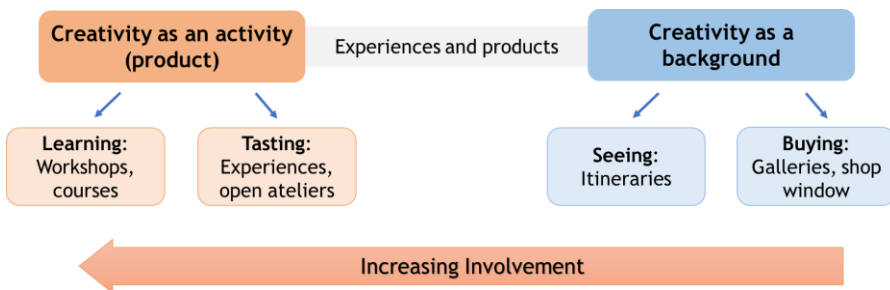 Creativity as an activity
(product)
Experiences and products
Creativity as a
background
Learning:
Workshops,
courses
Tasting:
Experiences,
open ateliers
Seeing:
Itineraries
Buying:
Galleries, shop
window
Increasing Involvement